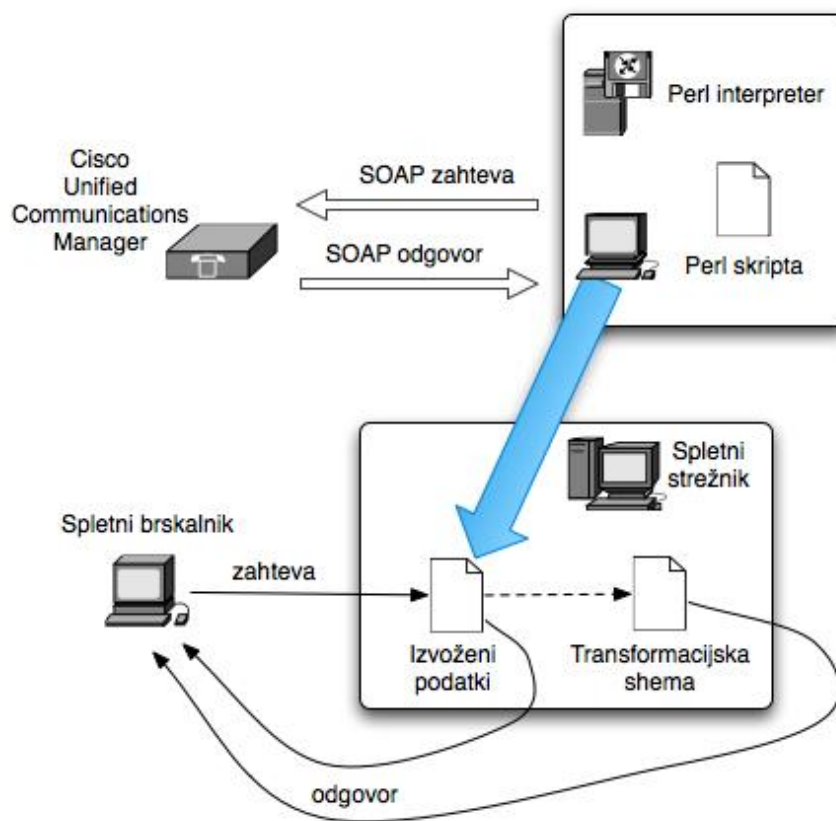 Perl interpreter
Cisco
Unified
Communications
Manager
SOAP zahteva
SOAP odgovor
Perl skripta
Spletni
strežnik
Spletni brskalnik
zahteva
Izvoženi
podatki
Transformacijska
shema
odgovor